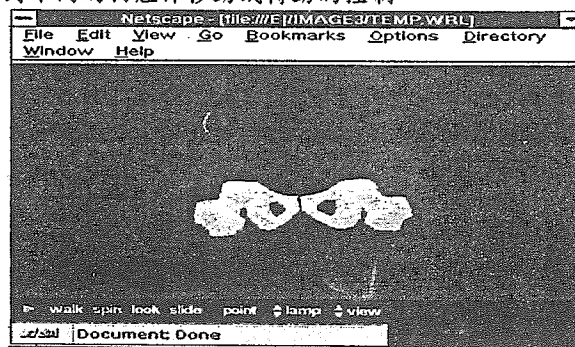 Netscape - [file:///E|/IMAGE3/TEMP.WRL]
File Edit View Go Bookmarks Options Directory
Window Help
walk spin look slide point lamp view
Document: Done